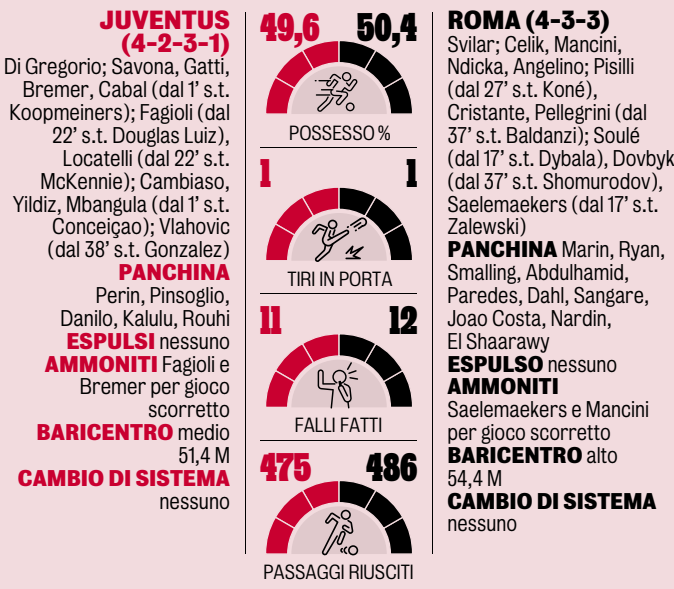 JUVENTUS
(4-2-3-1)
Di Gregorio; Savona, Gatti,
Bremer, Cabal (dal 1' s.t.
Koopmeiners); Fagioli (dal
22' s.t. Douglas Luiz),
Locatelli (dal 22' s.t.
McKennie); Cambiaso,
Yildiz, Mbangula (dal 1' s.t.
Conceiçao); Vlahovic
(dal 38' s.t. Gonzalez)
PANCHINA
Perin, Pinsoglio,
Danilo, Kalulu, Rouhi
ESPULSI nessuno
AMMONITI Fagioli e
Bremer per gioco
scorretto
BARICENTRO medio
51,4 M
CAMBIO DI SISTEMA
nessuno
49,6 50,4
POSSESSO %
1 1
TIRI IN PORTA
11 12
FALLI FATTI
475 486
PASSAGGI RIUSCITI
ROMA (4-3-3)
Svilar; Celik, Mancini,
Ndicka, Angelino; Pisilli
(dal 27' s.t. Koné),
Cristante, Pellegrini (dal
37' s.t. Baldanzi); Soulé
(dal 17' s.t. Dybala), Dovbyk
(dal 37' s.t. Shomurodov),
Saelemaekers (dal 17' s.t.
Zalewski)
PANCHINA Marin, Ryan,
Smalling, Abdulhamid,
Paredes, Dahl, Sangare,
Joao Costa, Nardin,
El Shaarawy
ESPULSO nessuno
AMMONITI
Saelemaekers e Mancini
per gioco scorretto
BARICENTRO alto
54,4 M
CAMBIO DI SISTEMA
nessuno